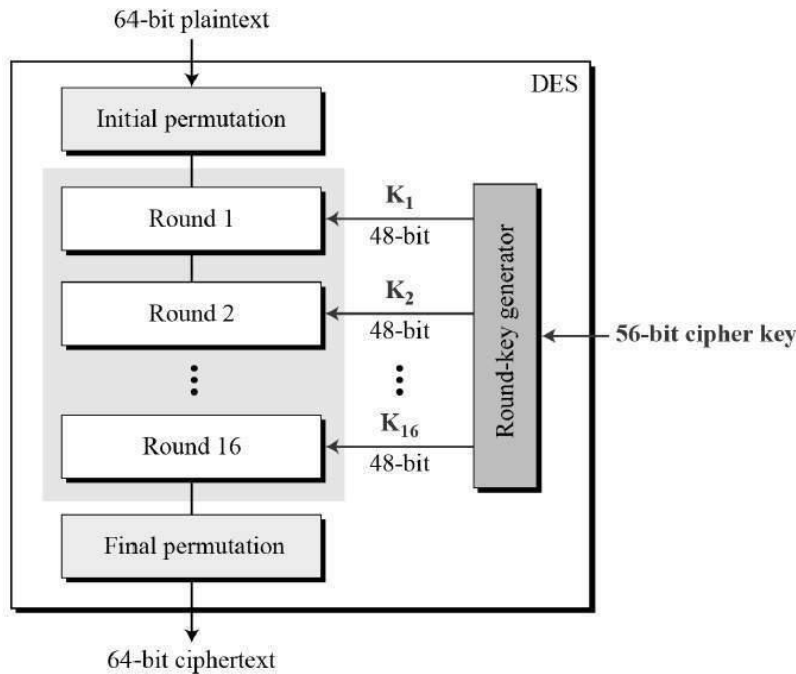 64-bit plaintext
DES
Initial permutation
Round 1
K1
48-bit
Round 2
K2
48-bit
Round 16
K16
48-bit
Round-key generator
56-bit cipher key
Final permutation
64-bit ciphertext